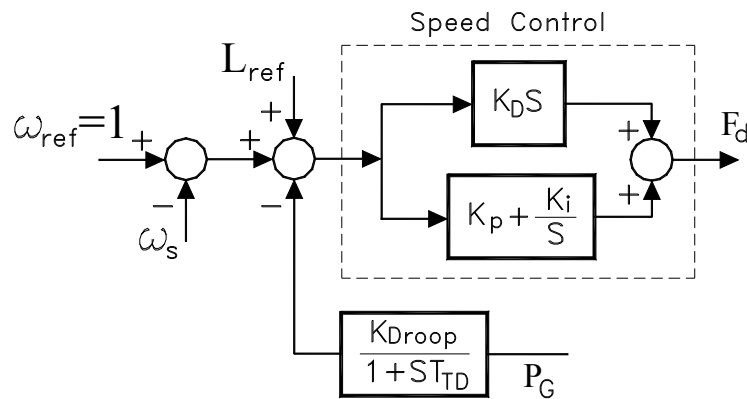 Speed Control
L_ref
K_D S
ω_ref=1
+
+
+
−
ω_s
−
K_p + K_i/S
+
+
F_d
K_Droop
1+ST_TD
P_G